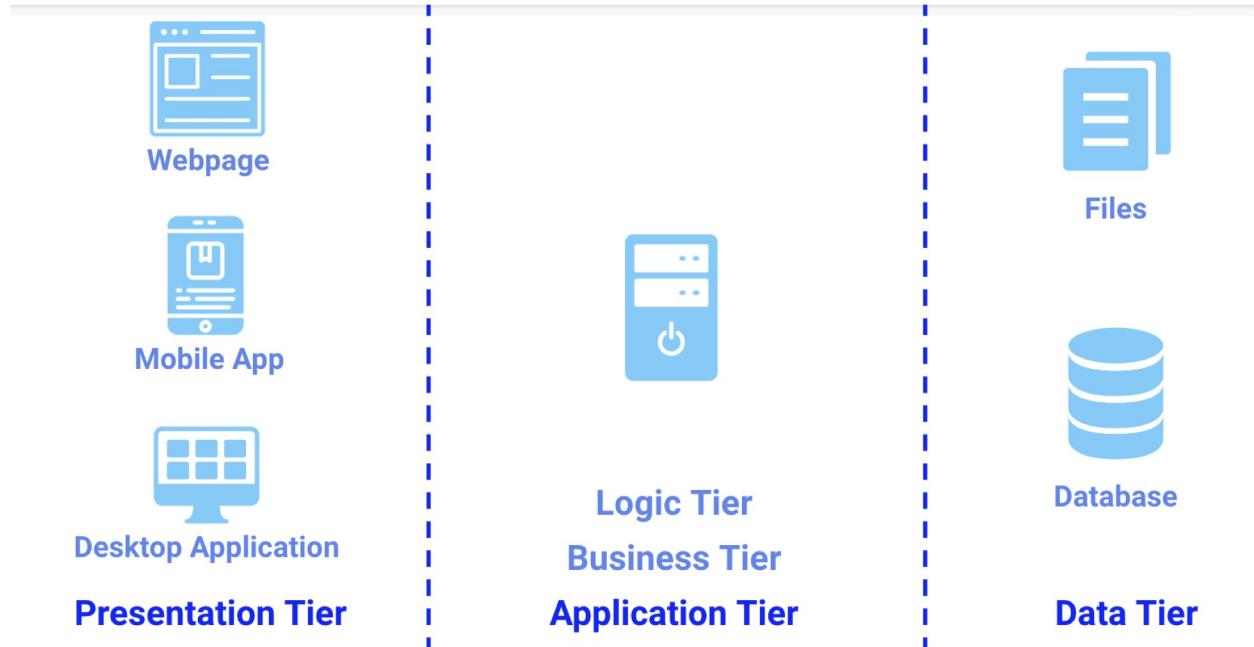 Webpage
Mobile App
Desktop Application
Presentation Tier
Logic Tier
Business Tier
Application Tier
Files
Database
Data Tier